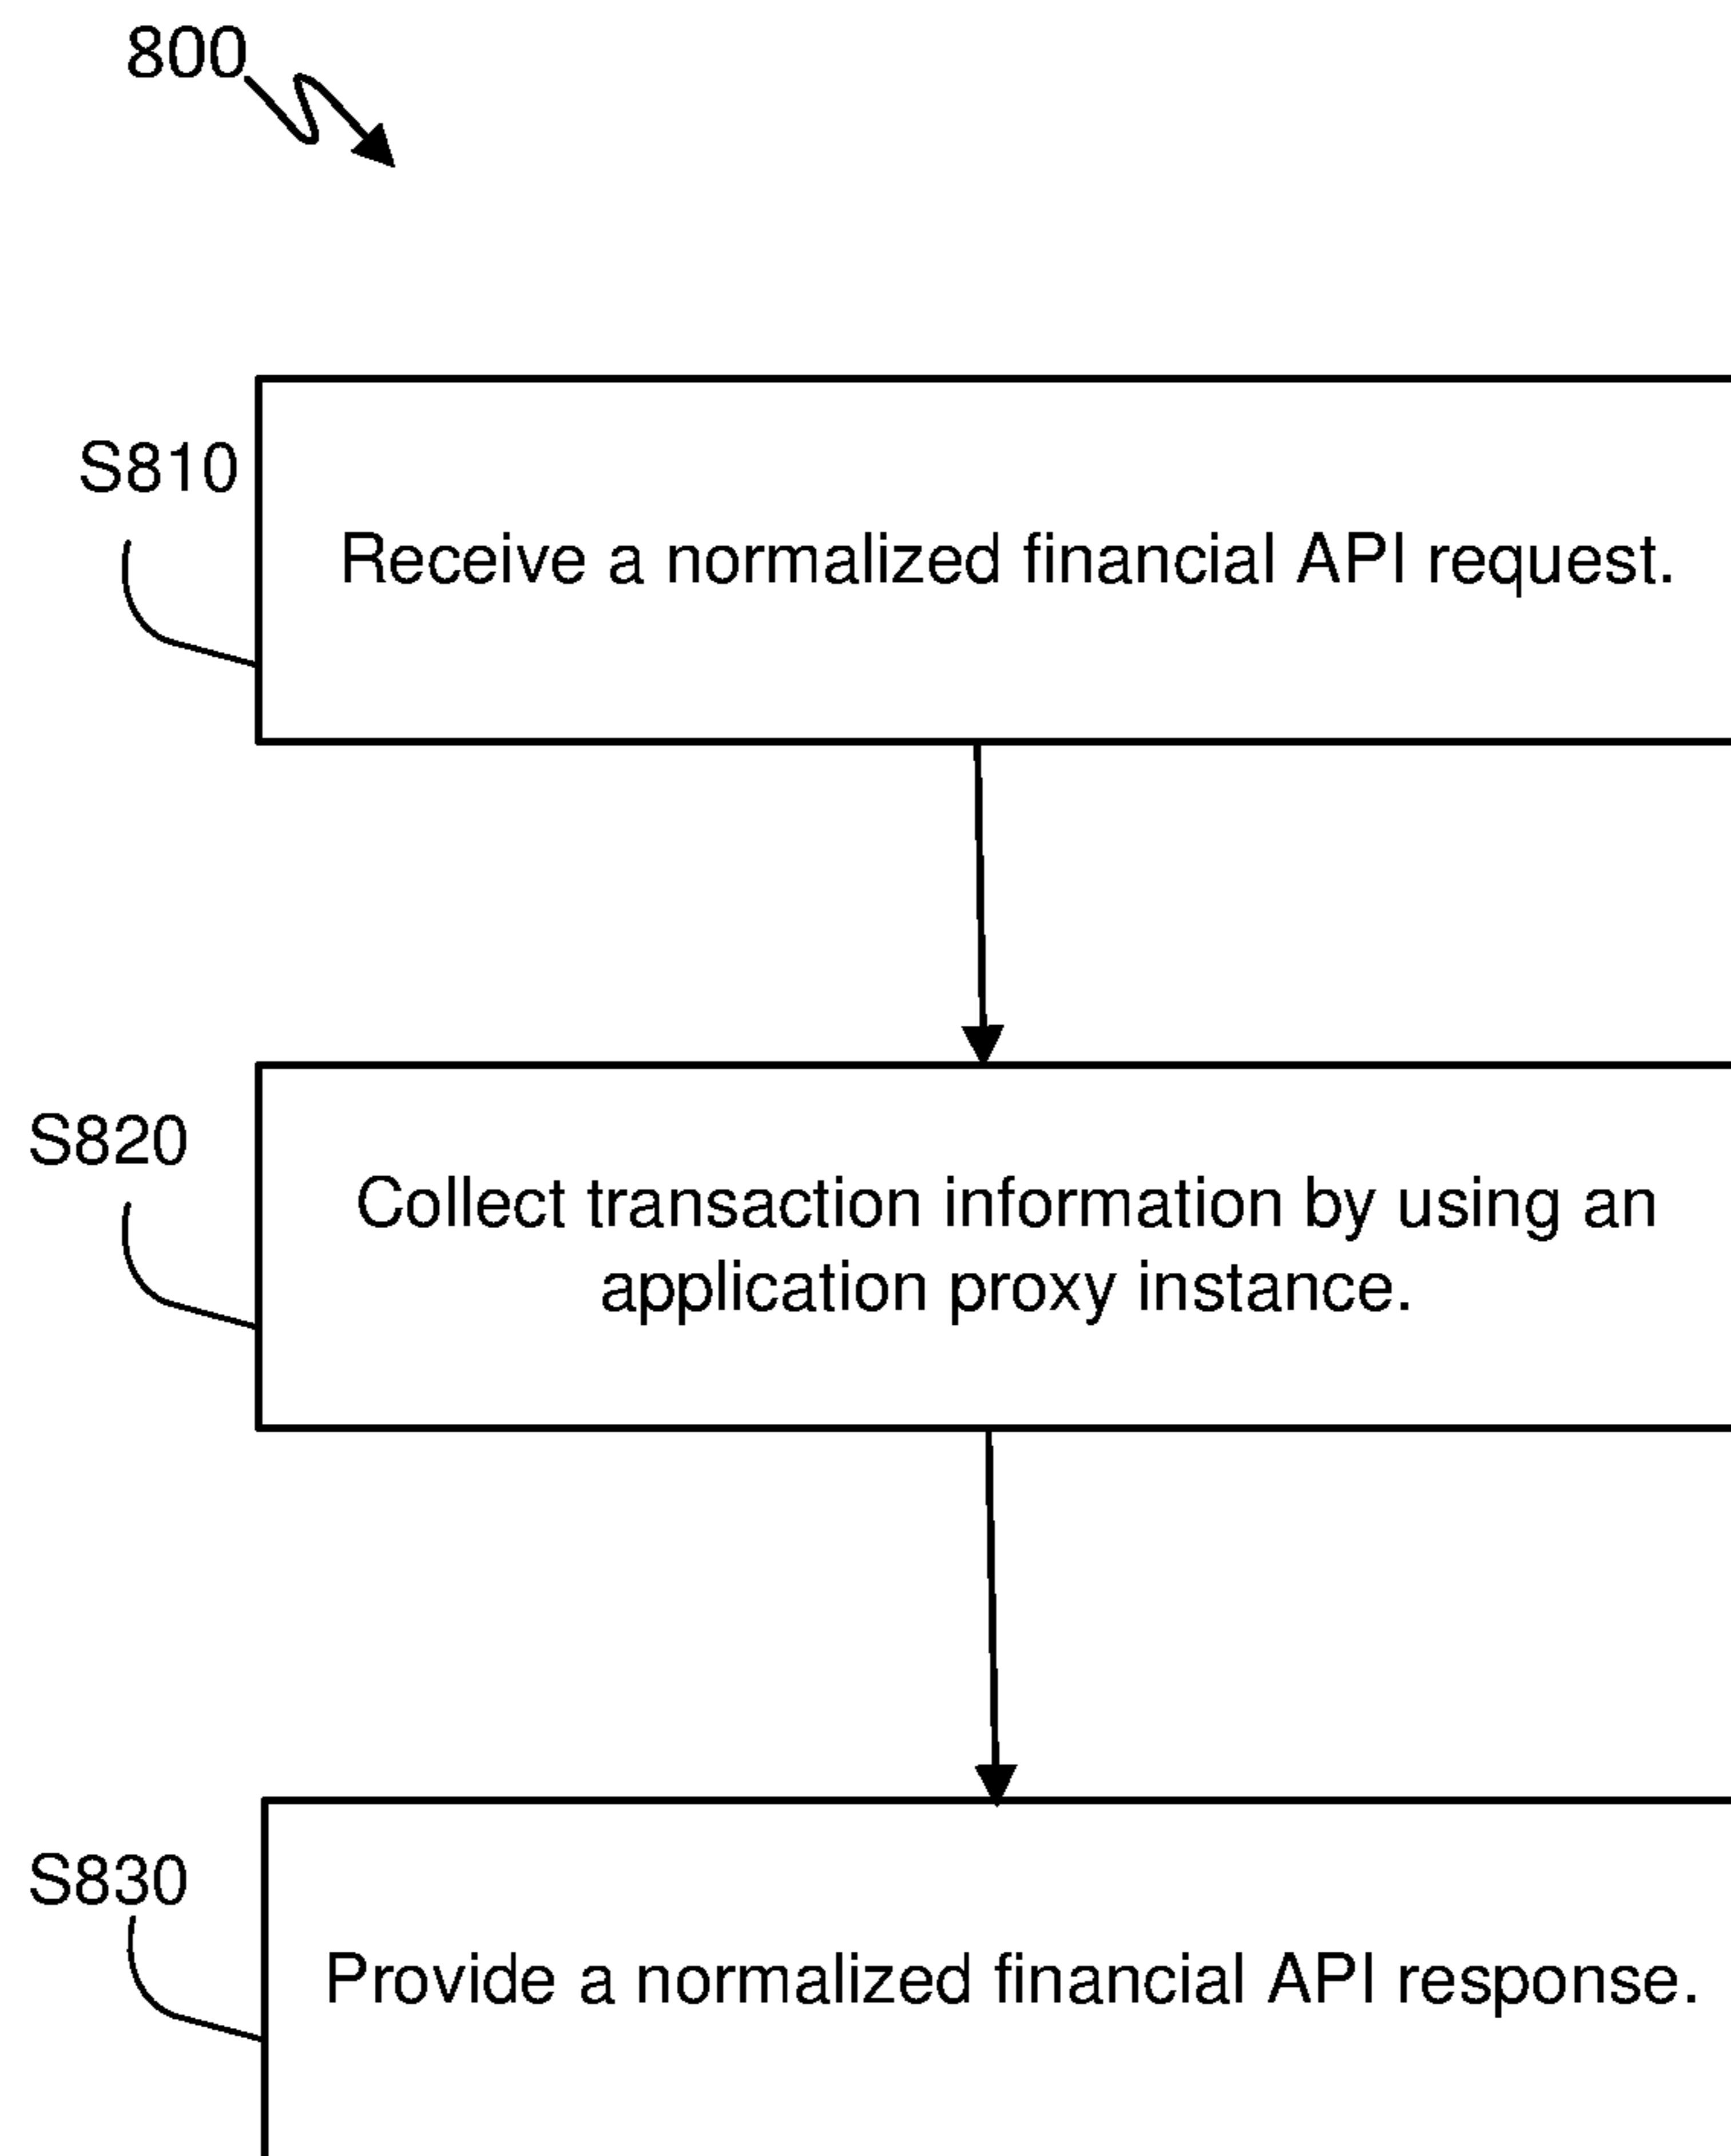 800
S810
Receive a normalized financial API request.
S820
Collect transaction information by using an
application proxy instance.
S830
Provide a normalized financial API response.